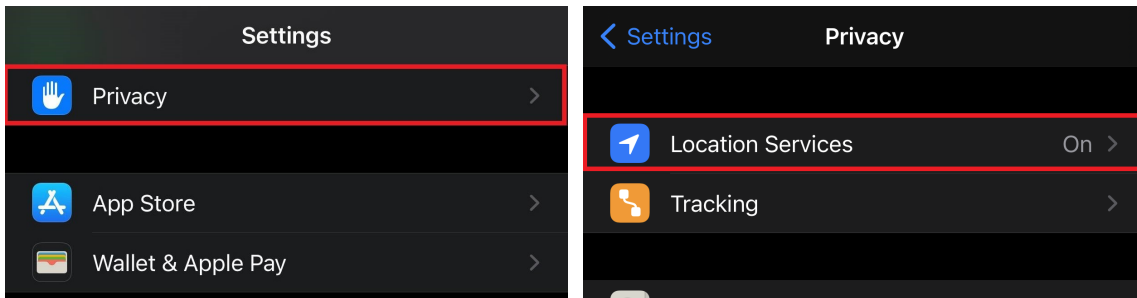 Settings
Privacy
App Store
Wallet & Apple Pay
Settings
Privacy
Location Services
On
Tracking